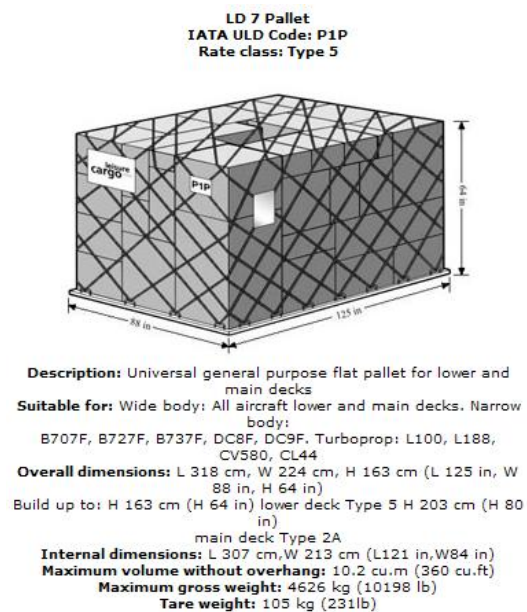 LD 7 Pallet
IATA ULD Code: P1P
Rate class: Type 5
leisure
cargo
P1P
64 in
88 in
125 in
Description: Universal general purpose flat pallet for lower and
main decks
Suitable for: Wide body: All aircraft lower and main decks. Narrow
body:
B707F, B727F, B737F, DC8F, DC9F. Turboprop: L100, L188,
CV580, CL44
Overall dimensions: L 318 cm, W 224 cm, H 163 cm (L 125 in, W
88 in, H 64 in)
Build up to: H 163 cm (H 64 in) lower deck Type 5 H 203 cm (H 80
in)
main deck Type 2A
Internal dimensions: L 307 cm,W 213 cm (L121 in,W84 in)
Maximum volume without overhang: 10.2 cu.m (360 cu.ft)
Maximum gross weight: 4626 kg (10198 lb)
Tare weight: 105 kg (231lb)